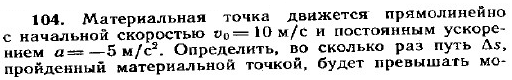 104. Материальная точка движется прямолинейно
с начальной скоростью v₀=10 м/с и постоянным ускоре-
нием a=—5 м/с². Определить, во сколько раз путь Δs,
пройденный материальной точкой, будет превышать мо-